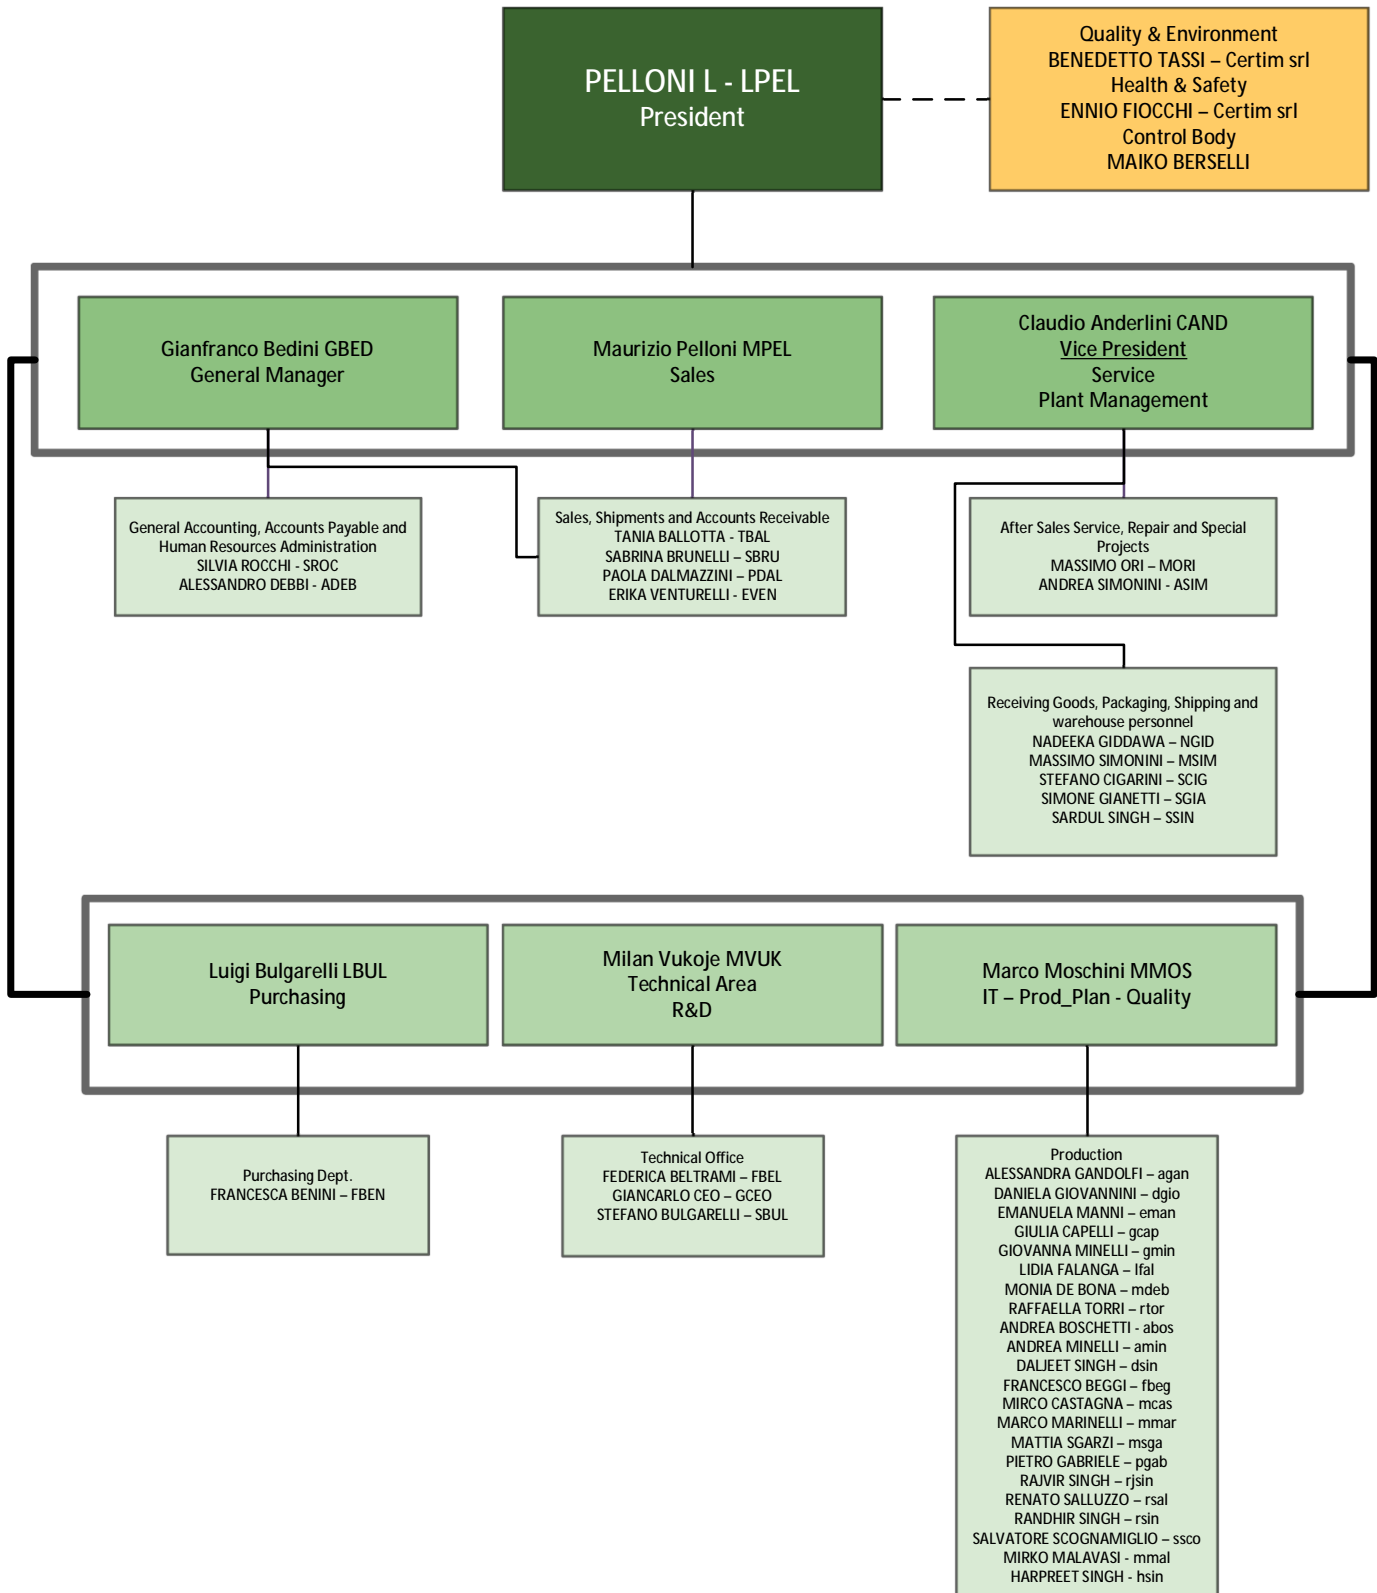 PELLONI L - LPEL
President
Quality & Environment
BENEDETTO TASSI – Certim srl
Health & Safety
ENNIO FIOCCHI – Certim srl
Control Body
MAIKO BERSELLI
Gianfranco Bedini GBED
General Manager
Maurizio Pelloni MPEL
Sales
Claudio Anderlini CAND
Vice President
Service
Plant Management
General Accounting, Accounts Payable and
Human Resources Administration
SILVIA ROCCHI - SROC
ALESSANDRO DEBBI - ADEB
Sales, Shipments and Accounts Receivable
TANIA BALLOTTA - TBAL
SABRINA BRUNELLI – SBRU
PAOLA DALMAZZINI – PDAL
ERIKA VENTURELLI - EVEN
After Sales Service, Repair and Special
Projects
MASSIMO ORI – MORI
ANDREA SIMONINI - ASIM
Receiving Goods, Packaging, Shipping and
warehouse personnel
NADEEKA GIDDAWA – NGID
MASSIMO SIMONINI – MSIM
STEFANO CIGARINI – SCIG
SIMONE GIANETTI – SGIA
SARDUL SINGH – SSIN
Luigi Bulgarelli LBUL
Purchasing
Milan Vukoje MVUK
Technical Area
R&D
Marco Moschini MMOS
IT – Prod_Plan - Quality
Purchasing Dept.
FRANCESCA BENINI – FBEN
Technical Office
FEDERICA BELTRAMI – FBEL
GIANCARLO CEO – GCEO
STEFANO BULGARELLI – SBUL
Production
ALESSANDRA GANDOLFI – agan
DANIELA GIOVANNINI – dgio
EMANUELA MANNI – eman
GIULIA CAPELLI – gcap
GIOVANNA MINELLI – gmin
LIDIA FALANGA – lfal
MONIA DE BONA – mdeb
RAFFAELLA TORRI – rtor
ANDREA BOSCHETTI - abos
ANDREA MINELLI – amin
DALJEET SINGH – dsin
FRANCESCO BEGGI – fbeg
MIRCO CASTAGNA – mcas
MARCO MARINELLI – mmar
MATTIA SGARZI – msga
PIETRO GABRIELE – pgab
RAJVIR SINGH – rjsin
RENATO SALLUZZO – rsal
RANDHIR SINGH – rsin
SALVATORE SCOGNAMIGLIO – ssco
MIRKO MALAVASI - mmal
HARPREET SINGH - hsin